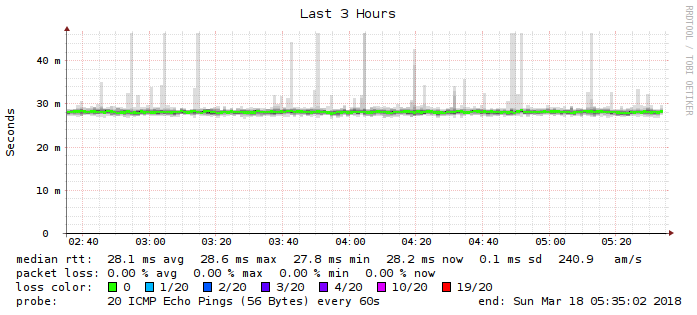 Last 3 Hours
RRDTOOL / TOBI OETIKER
Seconds
40 m
30 m
20 m
10 m
0
02:40 03:00 03:20 03:40 04:00 04:20 04:40 05:00 05:20
median rtt: 28.1 ms avg 28.6 ms max 27.8 ms min 28.2 ms now 0.1 ms sd 240.9 am/s
packet loss: 0.00 % avg 0.00 % max 0.00 % min 0.00 % now
loss color: 0 1/20 2/20 3/20 4/20 10/20 19/20
probe: 20 ICMP Echo Pings (56 Bytes) every 60s end: Sun Mar 18 05:35:02 2018